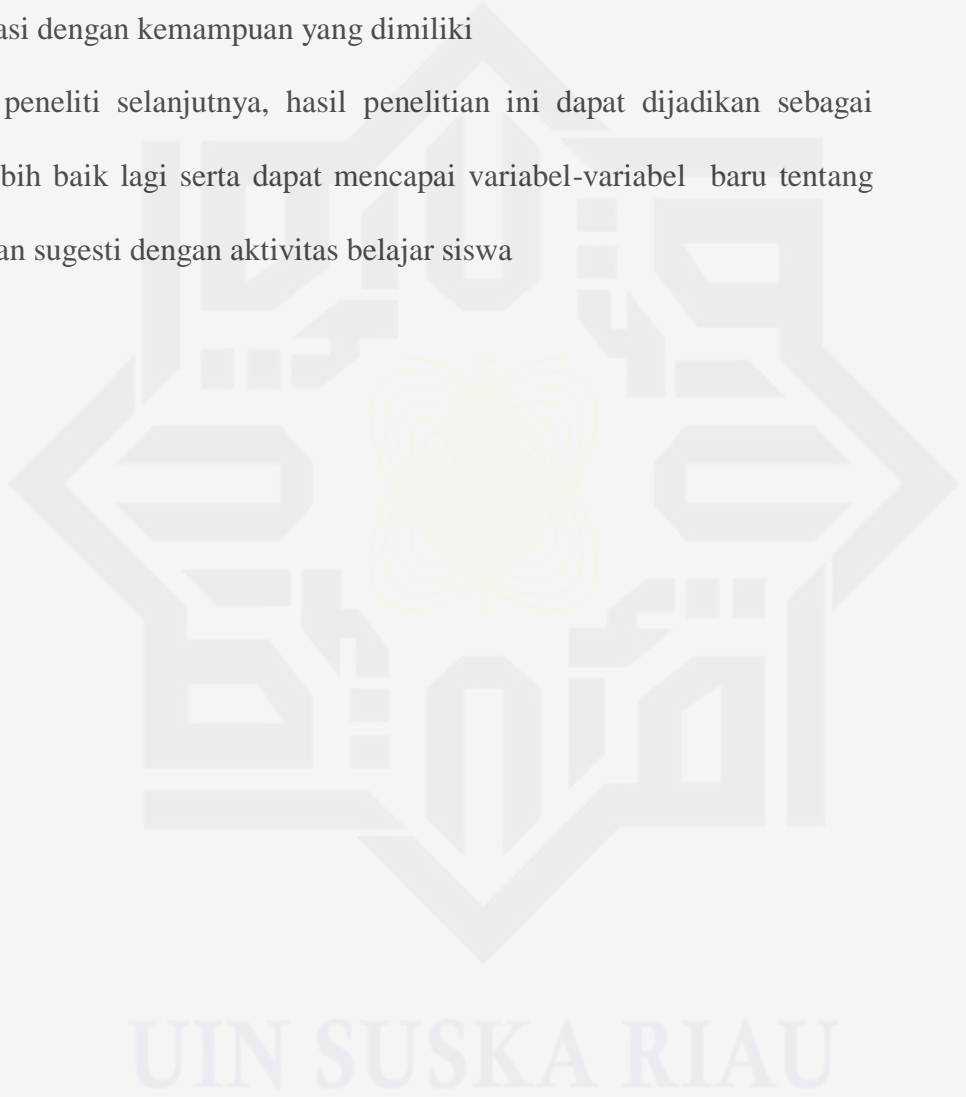 asi dengan kemampuan yang dimiliki
peneliti selanjutnya, hasil penelitian ini dapat dijadikan sebagai
bih baik lagi serta dapat mencapai variabel-variabel baru tentang
an sugesti dengan aktivitas belajar siswa
UIN SUSKA RIAU